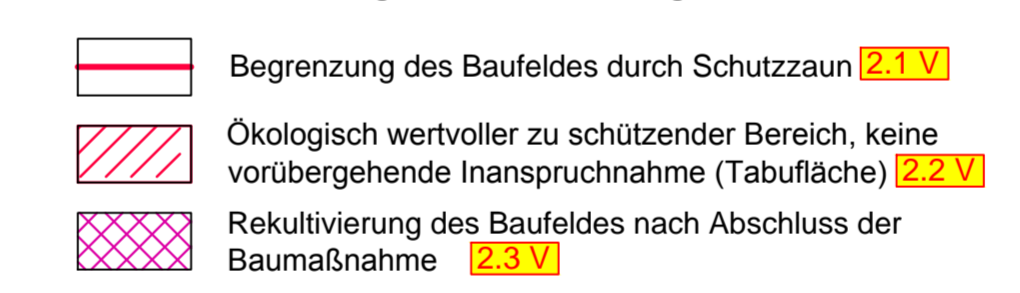 Begrenzung des Baufeldes durch Schutzzaun 2.1 V
Ökologisch wertvoller zu schützender Bereich, keine
vorübergehende Inanspruchnahme (Tabufläche) 2.2 V
Rekultivierung des Baufeldes nach Abschluss der
Baumaßnahme 2.3 V